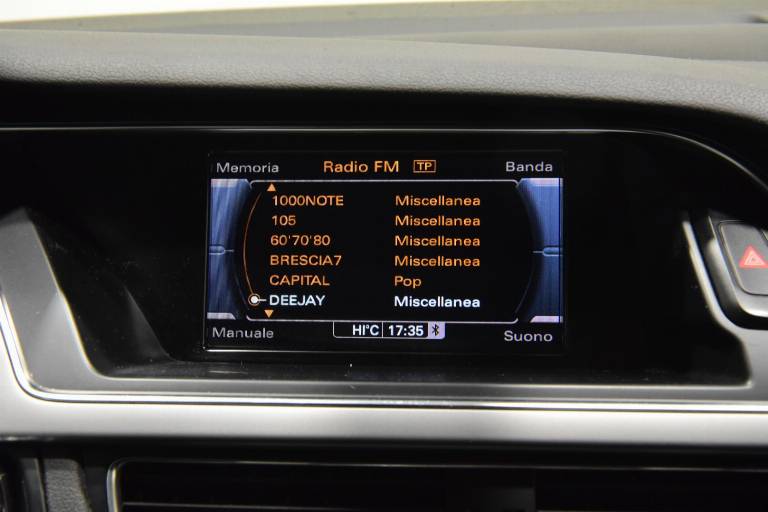 Memoria Radio FM TP Banda
1000NOTE Miscellanea
105 Miscellanea
60'70'80 Miscellanea
BRESCIA7 Miscellanea
CAPITAL Pop
DEEJAY Miscellanea
Manuale HI°C 17:35 Suono